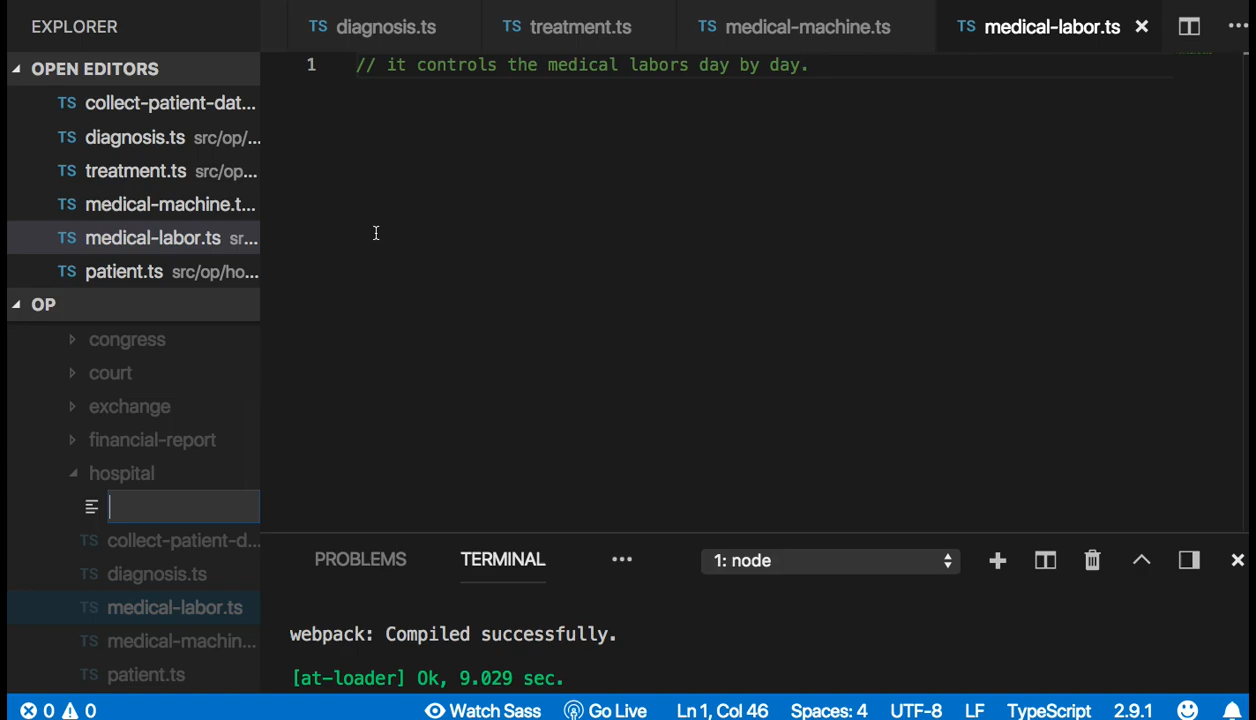 EXPLORER
OPEN EDITORS
TS collect-patient-dat...
TS diagnosis.ts src/op/...
TS treatment.ts src/op...
TS medical-machine.t...
TS medical-labor.ts sr...
TS patient.ts src/op/ho...
OP
congress
court
exchange
financial-report
hospital
TS collect-patient-d...
TS diagnosis.ts
TS medical-labor.ts
TS medical-machin...
TS patient.ts
TS diagnosis.ts TS treatment.ts TS medical-machine.ts TS medical-labor.ts
1 // it controls the medical labors day by day.
PROBLEMS TERMINAL ... 1: node
webpack: Compiled successfully.
[at-loader] Ok, 9.029 sec.
0 0 Watch Sass Go Live Ln 1, Col 46 Spaces: 4 UTF-8 LF TypeScript 2.9.1